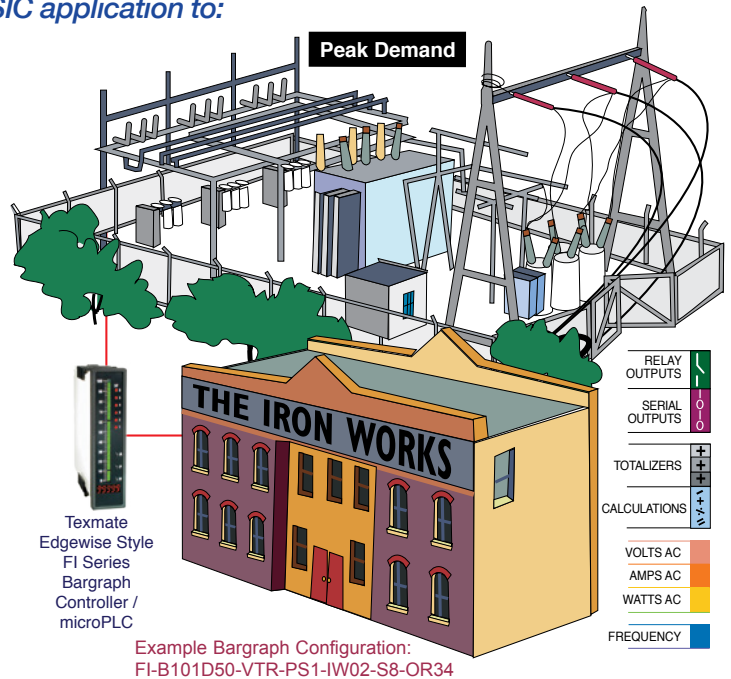 SIC application to:
Peak Demand
THE IRON WORKS
RELAY
OUTPUTS
SERIAL
OUTPUTS
TOTALIZERS
CALCULATIONS
VOLTS AC
AMPS AC
WATTS AC
FREQUENCY
Texmate
Edgewise Style
FI Series
Bargraph
Controller /
microPLC
Example Bargraph Configuration:
FI-B101D50-VTR-PS1-IW02-S8-OR34